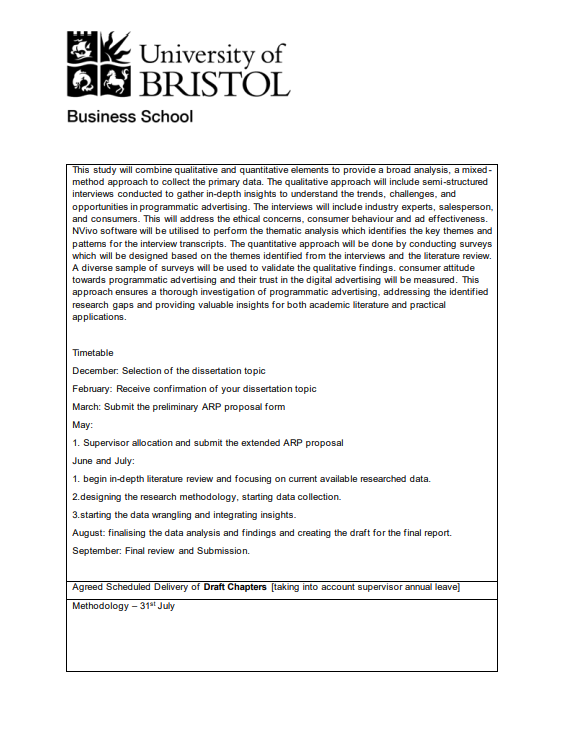 University of
BRISTOL
Business School
This study will combine qualitative and quantitative elements to provide a broad analysis, a mixed-
method approach to collect the primary data. The qualitative approach will include semi-structured
interviews conducted to gather in-depth insights to understand the trends, challenges, and
opportunities in programmatic advertising. The interviews will include industry experts, salesperson,
and consumers. This will address the ethical concerns, consumer behaviour and ad effectiveness.
NVivo software will be utilised to perform the thematic analysis which identifies the key themes and
patterns for the interview transcripts. The quantitative approach will be done by conducting surveys
which will be designed based on the themes identified from the interviews and the literature review.
A diverse sample of surveys will be used to validate the qualitative findings. consumer attitude
towards programmatic advertising and their trust in the digital advertising will be measured. This
approach ensures a thorough investigation of programmatic advertising, addressing the identified
research gaps and providing valuable insights for both academic literature and practical
applications.
Timetable
December: Selection of the dissertation topic
February: Receive confirmation of your dissertation topic
March: Submit the preliminary ARP proposal form
May:
1. Supervisor allocation and submit the extended ARP proposal
June and July:
1. begin in-depth literature review and focusing on current available researched data.
2.designing the research methodology, starting data collection.
3.starting the data wrangling and integrating insights.
August: finalising the data analysis and findings and creating the draft for the final report.
September: Final review and Submission.
Agreed Scheduled Delivery of Draft Chapters [taking into account supervisor annual leave]
Methodology – 31st July